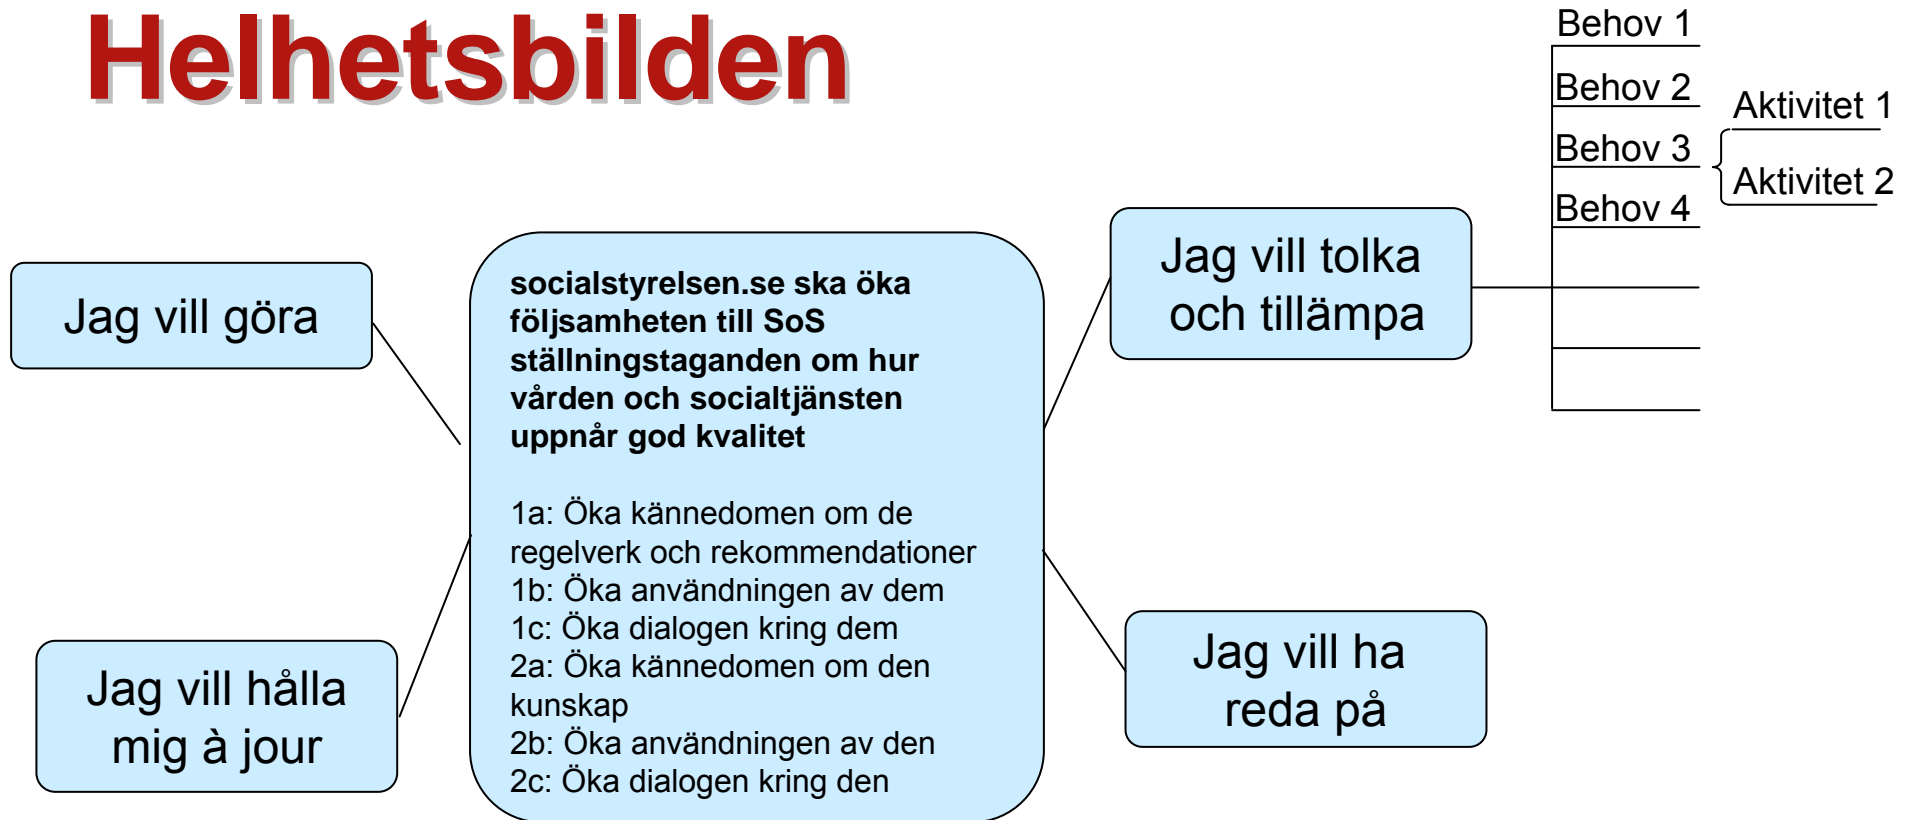 Helhetsbilden
Jag vill göra
Jag vill hålla
mig à jour
socialstyrelsen.se ska öka
följsamheten till SoS
ställningstaganden om hur
vården och socialtjänsten
uppnår god kvalitet
1a: Öka kännedomen om de
regelverk och rekommendationer
1b: Öka användningen av dem
1c: Öka dialogen kring dem
2a: Öka kännedomen om den
kunskap
2b: Öka användningen av den
2c: Öka dialogen kring den
Jag vill tolka
och tillämpa
Jag vill ha
reda på
Behov 1
Behov 2
Behov 3
Behov 4
Aktivitet 1
Aktivitet 2